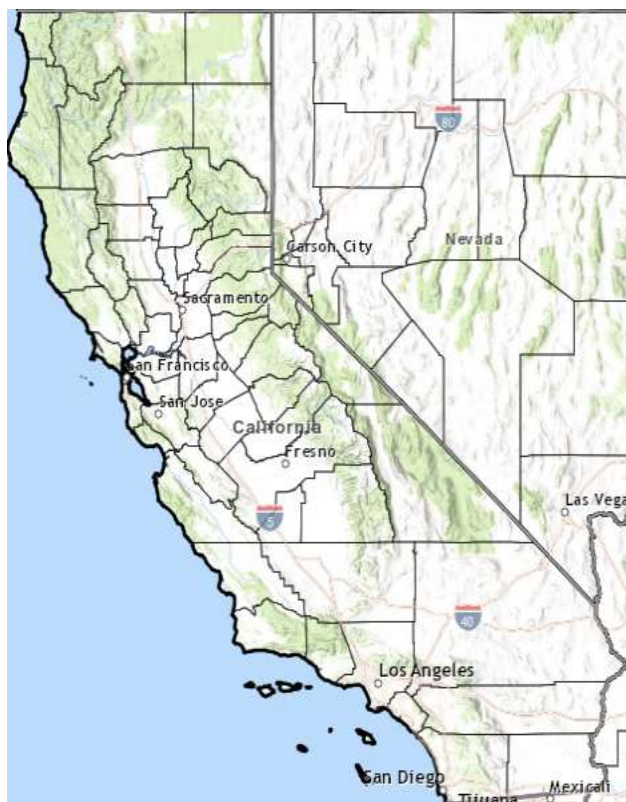 80
Carson City
Nevada
Sacramento
San Francisco
San Jose
California
Fresno
5
Las Vega
40
Los Angeles
San Diego
Tijuana
Mexicali